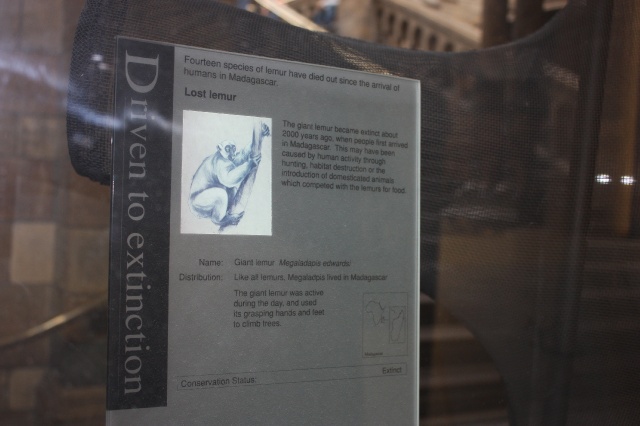 Driven to extinction
Fourteen species of lemur have died out since the arrival of
humans in Madagascar.
Lost lemur
The giant lemur became extinct about
2000 years ago, when people first arrived
in Madagascar. This may have been
caused by human activity through
hunting, habitat destruction or the
introduction of domesticated animals
which competed with the lemurs for food.
Name: Giant lemur Megaladapis edwardsi
Distribution: Like all lemurs, Megaladpis lived in Madagascar
The giant lemur was active
during the day, and used
its grasping hands and feet
to climb trees.
Madagascar
Conservation Status: Extinct